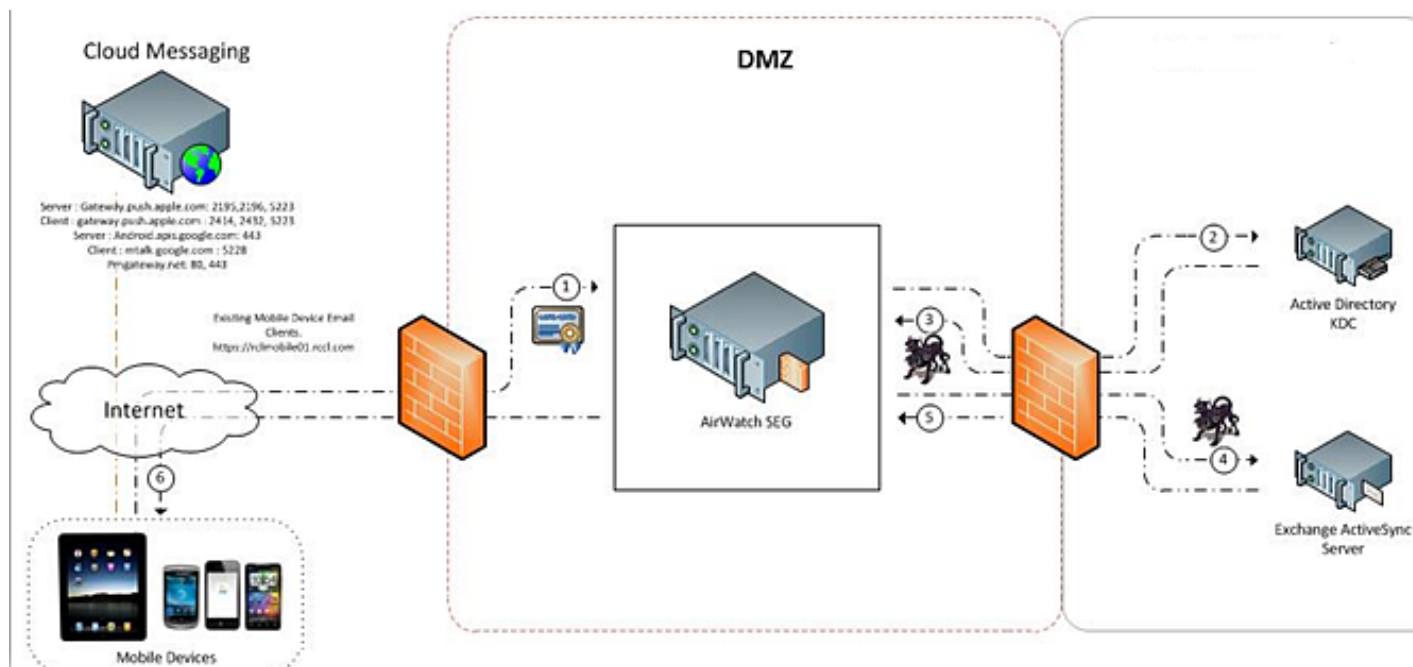 Cloud Messaging
Server : Gateway.push.apple.com: 2195,2196, 5223
Client : gateway.push.apple.com : 2414, 2432, 5223
Server : Android.apis.google.com: 443
Client : mtalk.google.com : 5228
Pmgateway.net: 80, 443
Existing Mobile Device Email
Clients.
https://rclmobile01.rccl.com
Internet
6
Mobile Devices
DMZ
1
AirWatch SEG
3
5
2
Active Directory
KDC
4
Exchange ActiveSync
Server